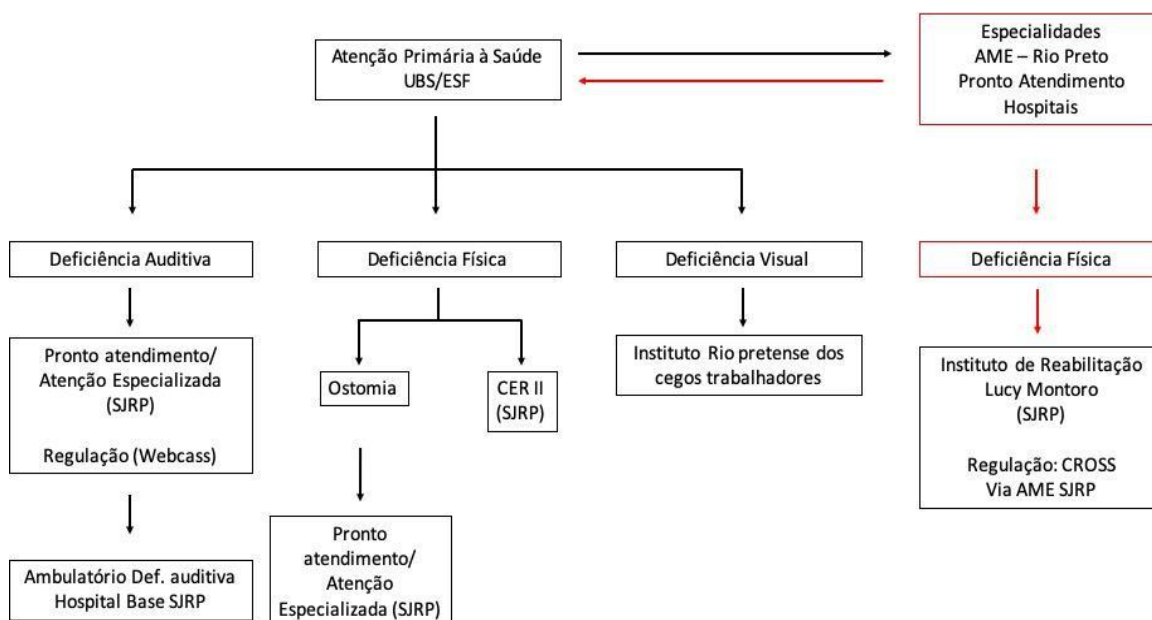 Atenção Primária à Saúde
UBS/ESF
Especialidades
AME – Rio Preto
Pronto Atendimento
Hospitais
Deficiência Auditiva
Deficiência Física
Deficiência Visual
Deficiência Física
Pronto atendimento/
Atenção Especializada
(SJRP)
Regulação (Webcass)
Ostomia
CER II
(SJRP)
Instituto Rio pretense dos
cegos trabalhadores
Instituto de Reabilitação
Lucy Montoro
(SJRP)
Regulação: CROSS
Via AME SJRP
Ambulatório Def. auditiva
Hospital Base SJRP
Pronto
atendimento/
Atenção
Especializada (SJRP)